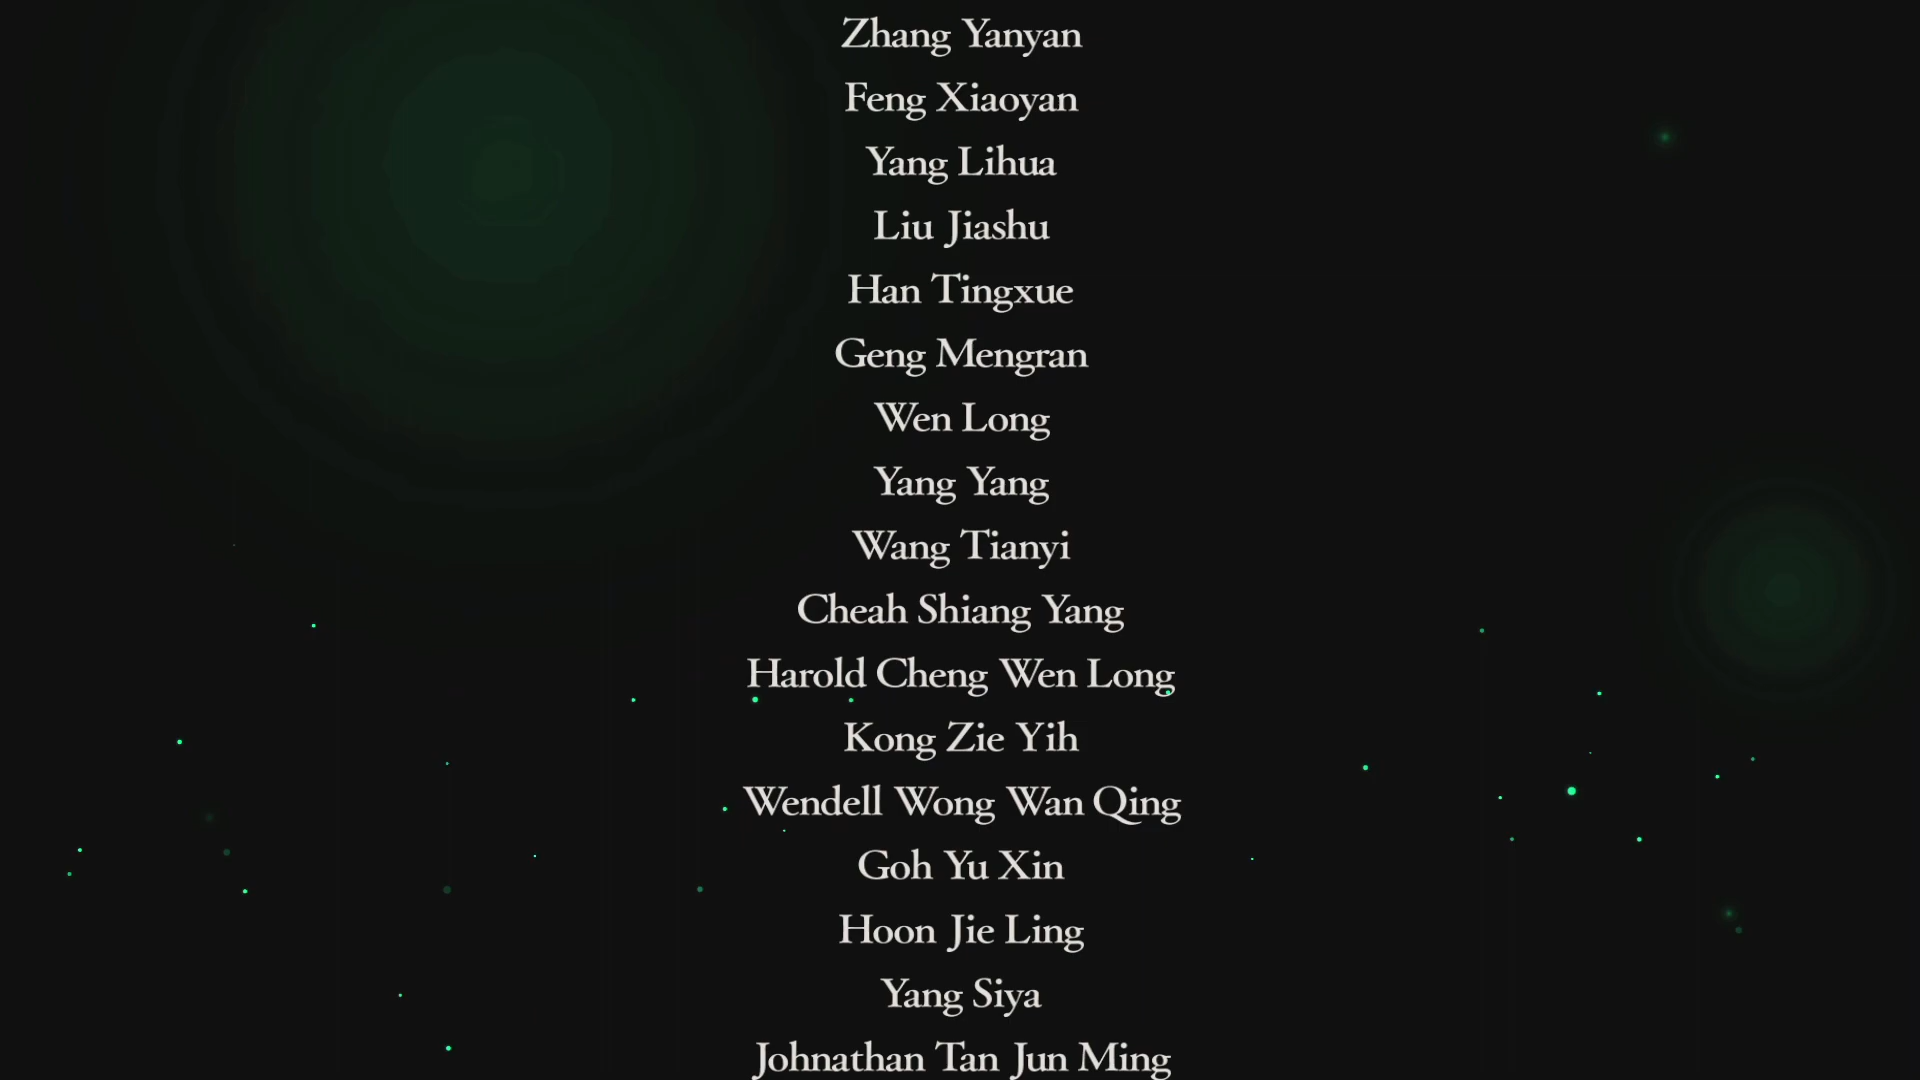 Zhang Yanyan
Feng Xiaoyan
Yang Lihua
Liu Jiashu
Han Tingxue
Geng Mengran
Wen Long
Yang Yang
Wang Tianyi
Cheah Shiang Yang
Harold Cheng Wen Long
Kong Zie Yih
Wendell Wong Wan Qing
Goh Yu Xin
Hoon Jie Ling
Yang Siya
Johnathan Tan Jun Ming